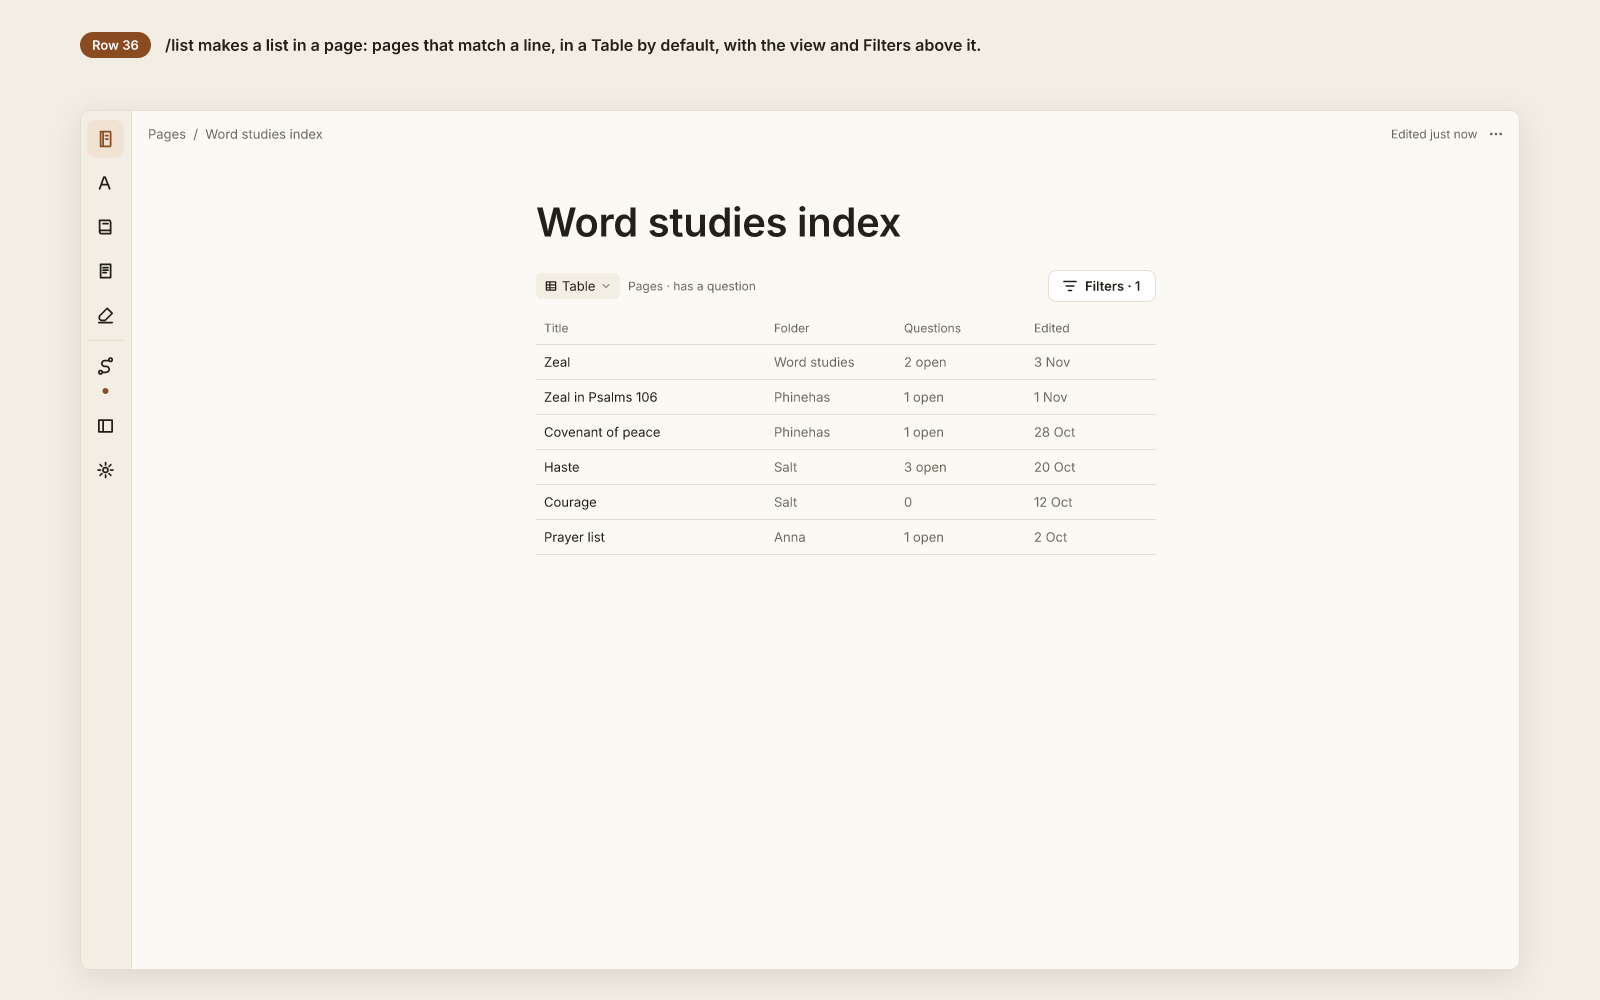 Row 36 /list makes a list in a page: pages that match a line, in a Table by default, with the view and Filters above it.
Pages / Word studies index
Edited just now
Word studies index
Table Pages · has a question Filters · 1
Title Folder Questions Edited
Zeal Word studies 2 open 3 Nov
Zeal in Psalms 106 Phinehas 1 open 1 Nov
Covenant of peace Phinehas 1 open 28 Oct
Haste Salt 3 open 20 Oct
Courage Salt 0 12 Oct
Prayer list Anna 1 open 2 Oct